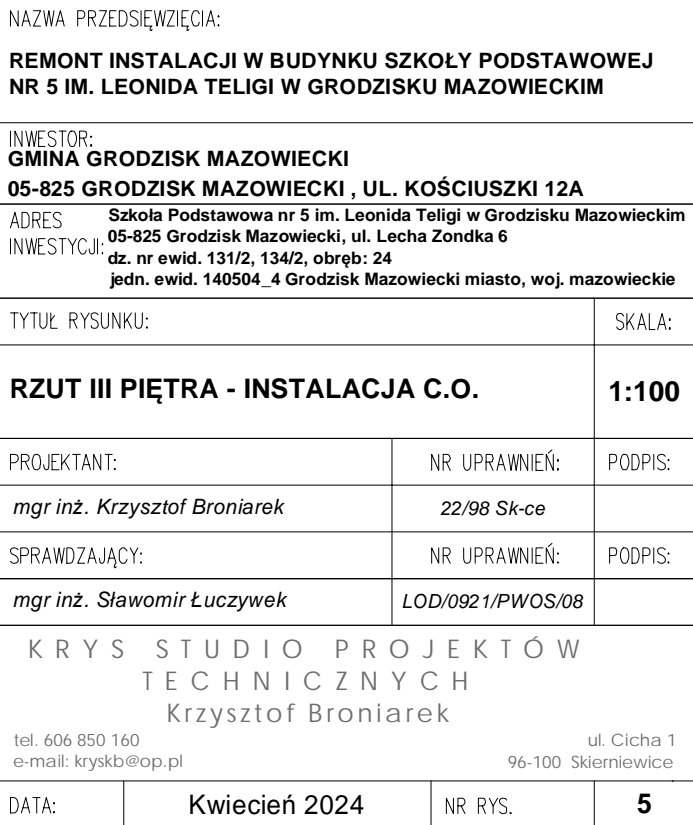 NAZWA PRZEDSIĘWZIĘCIA:
REMONT INSTALACJI W BUDYNKU SZKOŁY PODSTAWOWEJ
NR 5 IM. LEONIDA TELIGI W GRODZISKU MAZOWIECKIM
INWESTOR:
GMINA GRODZISK MAZOWIECKI
05-825 GRODZISK MAZOWIECKI , UL. KOŚCIUSZKI 12A
ADRES INWESTYCJI:
Szkoła Podstawowa nr 5 im. Leonida Teligi w Grodzisku Mazowieckim
05-825 Grodzisk Mazowiecki, ul. Lecha Zondka 6
dz. nr ewid. 131/2, 134/2, obręb: 24
jedn. ewid. 140504_4 Grodzisk Mazowiecki miasto, woj. mazowieckie
TYTUŁ RYSUNKU: SKALA:
RZUT III PIĘTRA - INSTALACJA C.O. 1:100
PROJEKTANT: NR UPRAWNIEŃ: PODPIS:
mgr inż. Krzysztof Broniarek 22/98 Sk-ce
SPRAWDZAJĄCY: NR UPRAWNIEŃ: PODPIS:
mgr inż. Sławomir Łuczywek LOD/0921/PWOS/08
KRYS STUDIO PROJEKTÓW
TECHNICZNYCH
Krzysztof Broniarek
tel. 606 850 160 ul. Cicha 1
e-mail: kryskb@op.pl 96-100 Skierniewice
DATA: Kwiecień 2024 NR RYS. 5